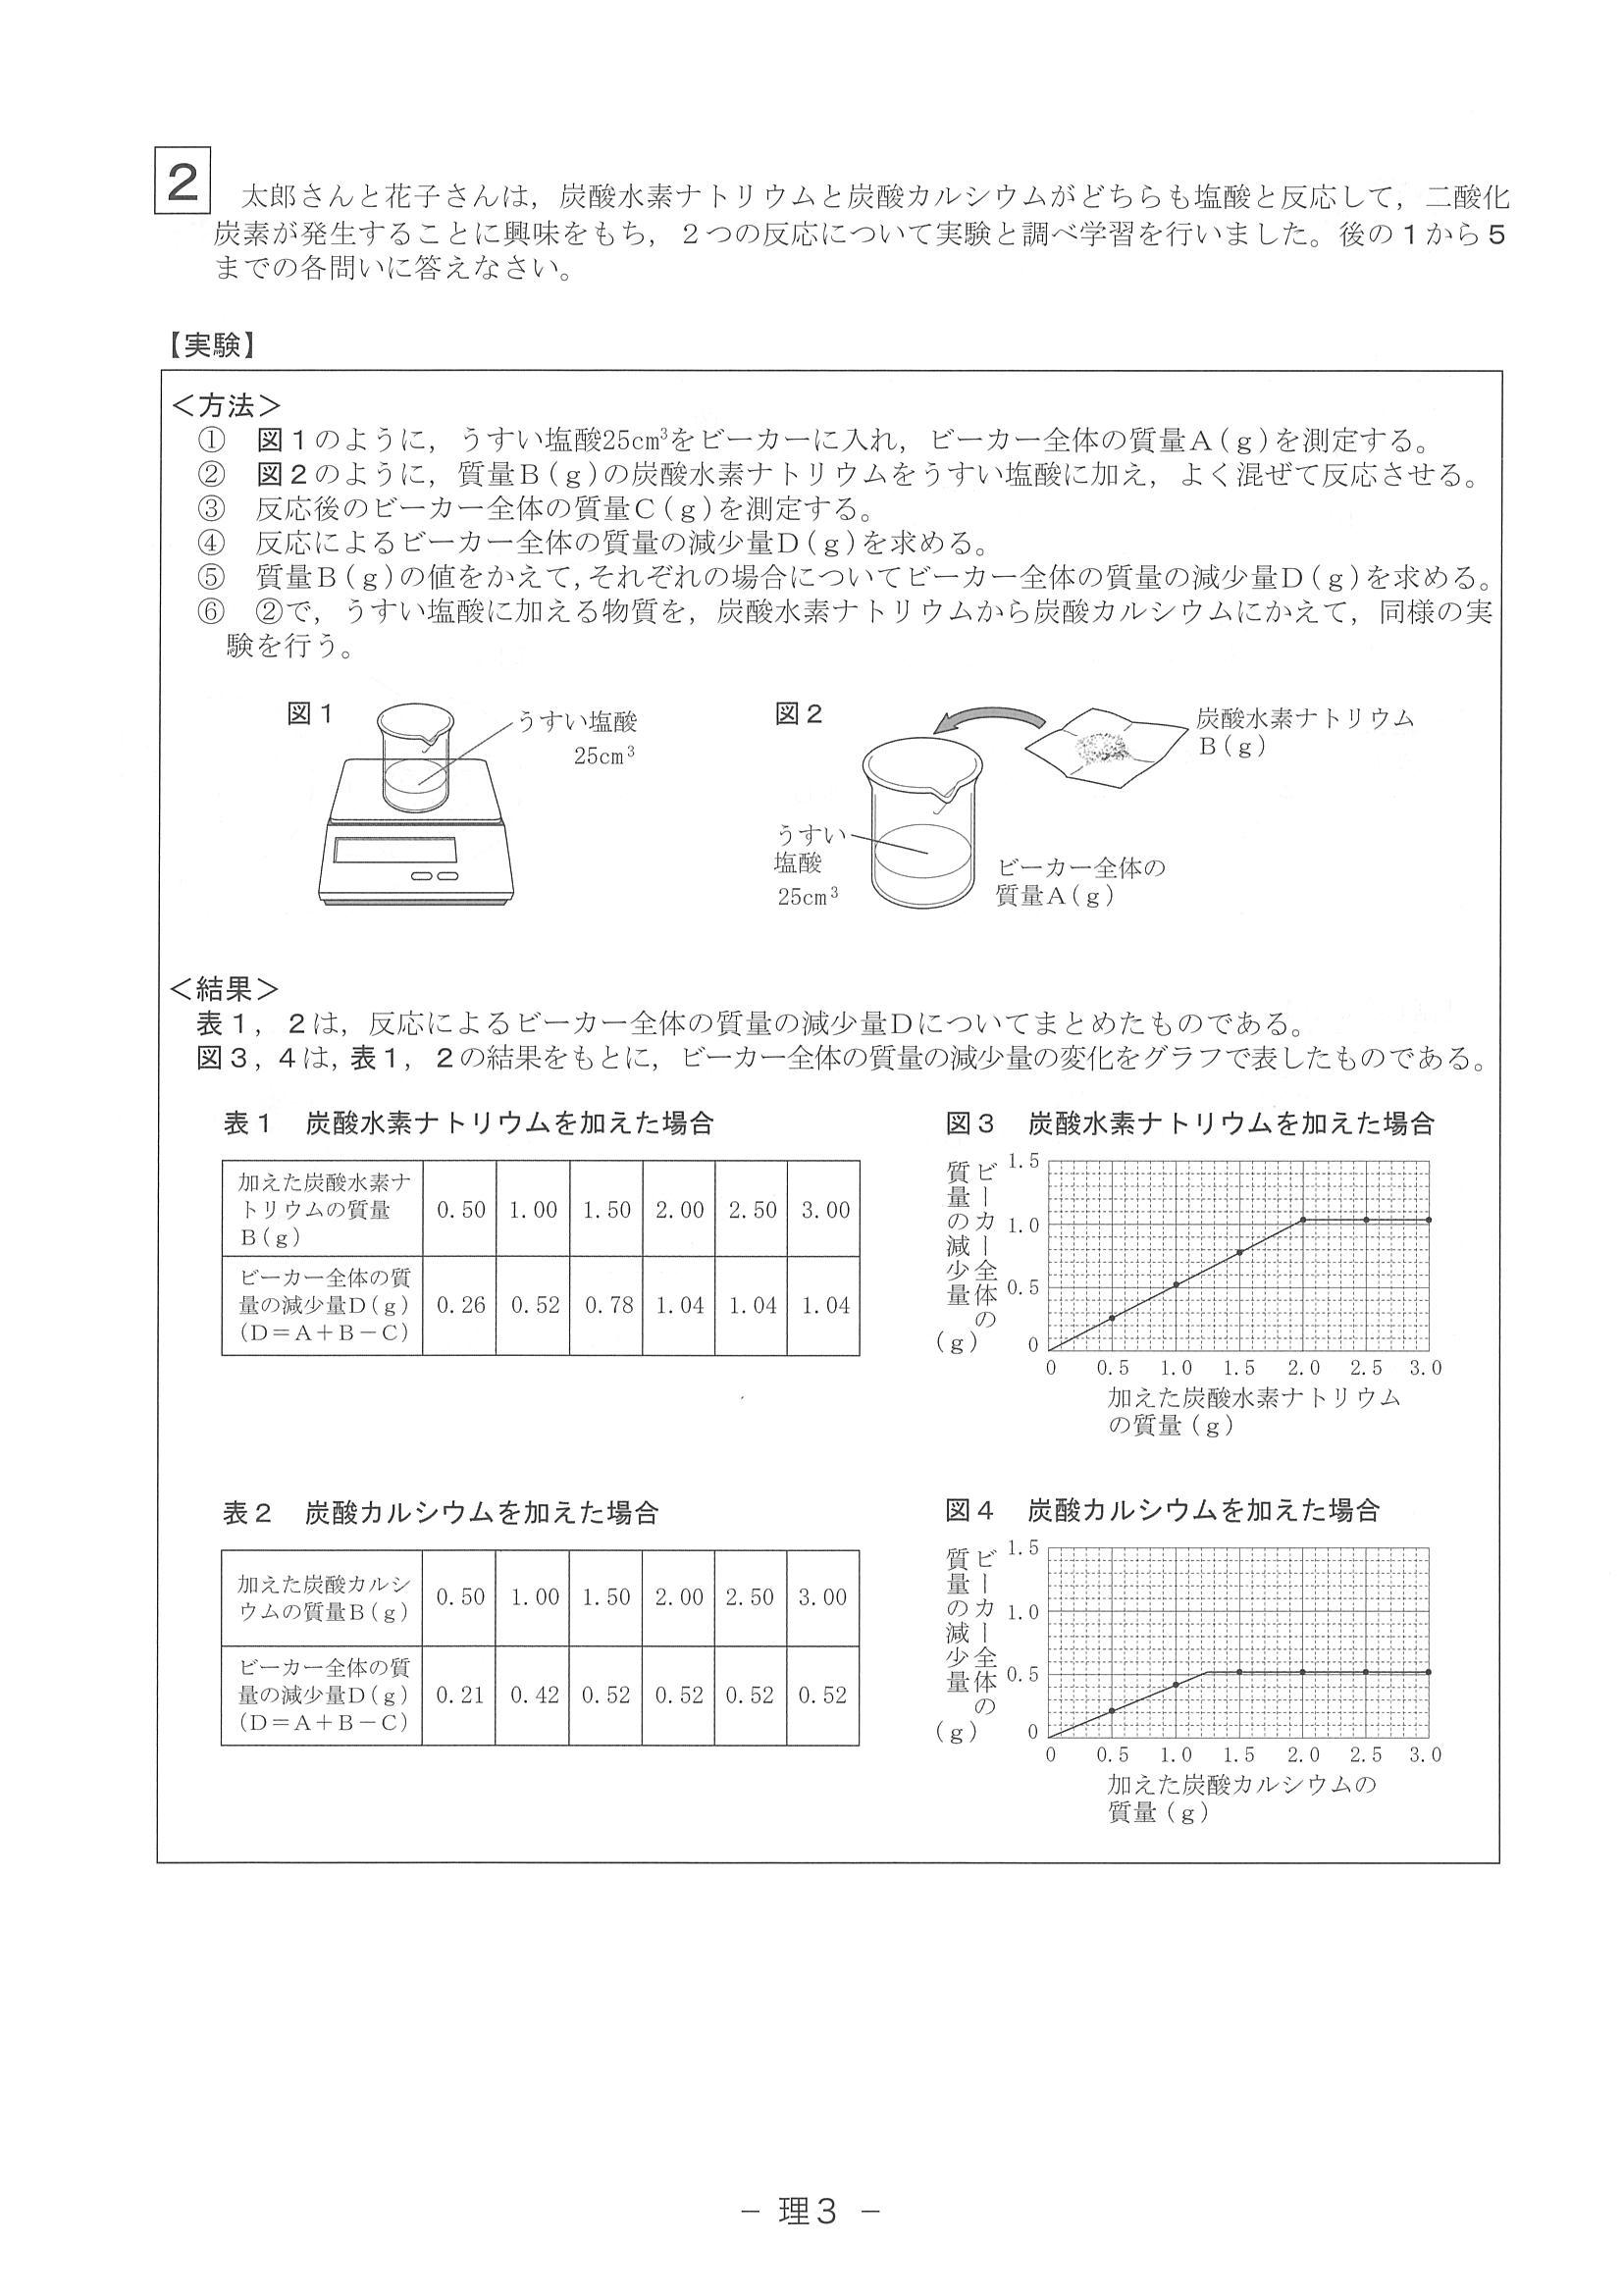 2
太郎さんと花子さんは，炭酸水素ナトリウムと炭酸カルシウムがどちらも塩酸と反応して，二酸化
炭素が発生することに興味をもち，２つの反応について実験と調べ学習を行いました。後の１から５
までの各問いに答えなさい。
【実験】
＜方法＞
① 図１のように，うすい塩酸25cm³をビーカーに入れ，ビーカー全体の質量Ａ(ｇ)を測定する。
② 図２のように，質量Ｂ(ｇ)の炭酸水素ナトリウムをうすい塩酸に加え，よく混ぜて反応させる。
③ 反応後のビーカー全体の質量Ｃ(ｇ)を測定する。
④ 反応によるビーカー全体の質量の減少量Ｄ(ｇ)を求める。
⑤ 質量Ｂ(ｇ)の値をかえて，それぞれの場合についてビーカー全体の質量の減少量Ｄ(ｇ)を求める。
⑥ ②で，うすい塩酸に加える物質を，炭酸水素ナトリウムから炭酸カルシウムにかえて，同様の実
験を行う。
図１
うすい塩酸
25cm³
図２
炭酸水素ナトリウム
Ｂ(ｇ)
うすい
塩酸
25cm³
ビーカー全体の
質量Ａ(ｇ)
＜結果＞
表１，２は，反応によるビーカー全体の質量の減少量Ｄについてまとめたものである。
図３，４は，表１，２の結果をもとに，ビーカー全体の質量の減少量の変化をグラフで表したものである。
表１ 炭酸水素ナトリウムを加えた場合
加えた炭酸水素ナ
トリウムの質量
Ｂ(ｇ)
0.50 1.00 1.50 2.00 2.50 3.00
ビーカー全体の質
量の減少量Ｄ(ｇ)
(Ｄ＝Ａ＋Ｂ－Ｃ)
0.26 0.52 0.78 1.04 1.04 1.04
図３ 炭酸水素ナトリウムを加えた場合
ビーカー全体の
質量の減少量
(ｇ)
1.5
1.0
0.5
0
0 0.5 1.0 1.5 2.0 2.5 3.0
加えた炭酸水素ナトリウム
の質量(ｇ)
表２ 炭酸カルシウムを加えた場合
加えた炭酸カルシ
ウムの質量Ｂ(ｇ)
0.50 1.00 1.50 2.00 2.50 3.00
ビーカー全体の質
量の減少量Ｄ(ｇ)
(Ｄ＝Ａ＋Ｂ－Ｃ)
0.21 0.42 0.52 0.52 0.52 0.52
図４ 炭酸カルシウムを加えた場合
ビーカー全体の
質量の減少量
(ｇ)
1.5
1.0
0.5
0
0 0.5 1.0 1.5 2.0 2.5 3.0
加えた炭酸カルシウムの
質量(ｇ)
－ 理３ －